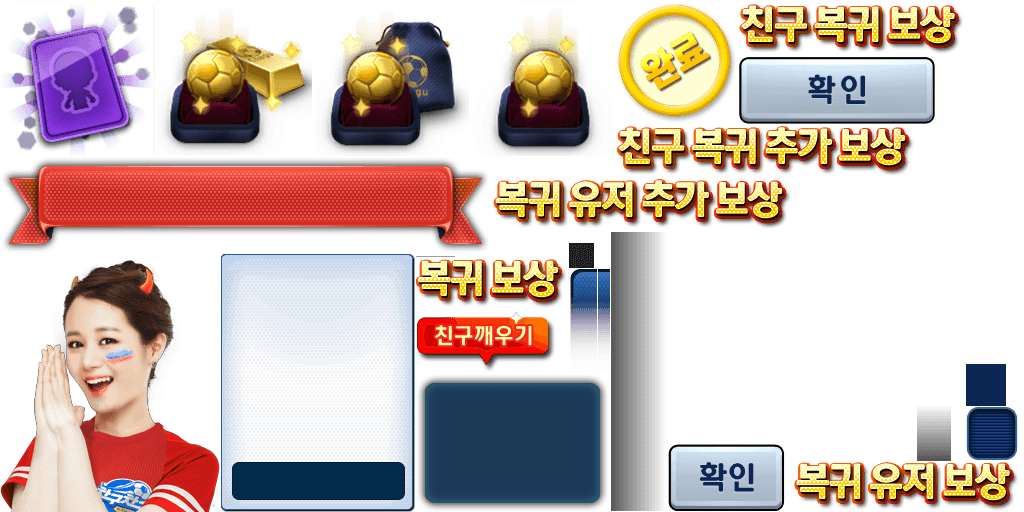 완료
친구 복귀 보상
확인
친구 복귀 추가 보상
복귀 유저 추가 보상
복귀 보상
친구깨우기
확인
복귀 유저 보상